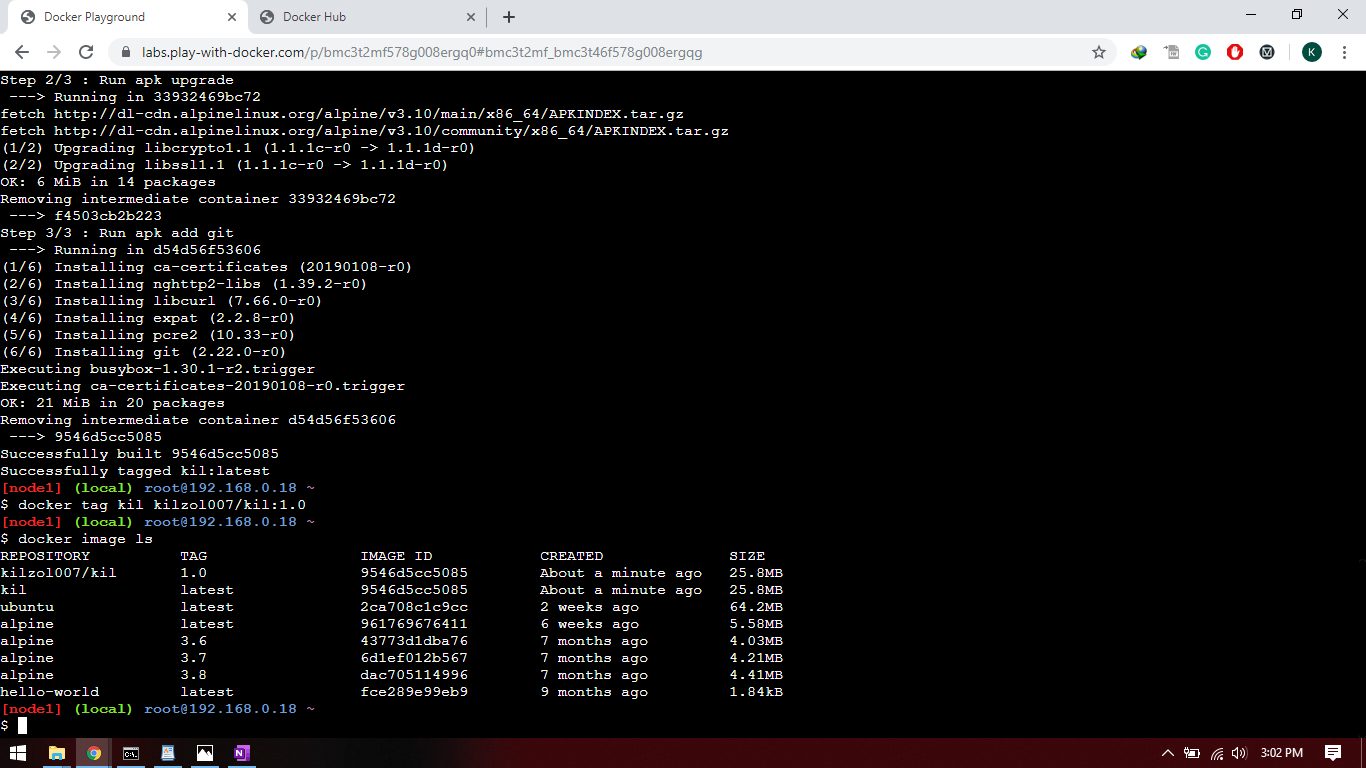 Docker Playground
Docker Hub
labs.play-with-docker.com/p/bmc3t2mf578g008ergq0#bmc3t2mf_bmc3t46f578g008ergqg
K
Step 2/3 : Run apk upgrade
---> Running in 33932469bc72
fetch http://dl-cdn.alpinelinux.org/alpine/v3.10/main/x86_64/APKINDEX.tar.gz
fetch http://dl-cdn.alpinelinux.org/alpine/v3.10/community/x86_64/APKINDEX.tar.gz
(1/2) Upgrading libcrypto1.1 (1.1.1c-r0 -> 1.1.1d-r0)
(2/2) Upgrading libssl1.1 (1.1.1c-r0 -> 1.1.1d-r0)
OK: 6 MiB in 14 packages
Removing intermediate container 33932469bc72
---> f4503cb2b223
Step 3/3 : Run apk add git
---> Running in d54d56f53606
(1/6) Installing ca-certificates (20190108-r0)
(2/6) Installing nghttp2-libs (1.39.2-r0)
(3/6) Installing libcurl (7.66.0-r0)
(4/6) Installing expat (2.2.8-r0)
(5/6) Installing pcre2 (10.33-r0)
(6/6) Installing git (2.22.0-r0)
Executing busybox-1.30.1-r2.trigger
Executing ca-certificates-20190108-r0.trigger
OK: 21 MiB in 20 packages
Removing intermediate container d54d56f53606
---> 9546d5cc5085
Successfully built 9546d5cc5085
Successfully tagged kil:latest
[node1] (local) root@192.168.0.18 ~
$ docker tag kil kilzol007/kil:1.0
[node1] (local) root@192.168.0.18 ~
$ docker image ls
REPOSITORY TAG IMAGE ID CREATED SIZE
kilzol007/kil 1.0 9546d5cc5085 About a minute ago 25.8MB
kil latest 9546d5cc5085 About a minute ago 25.8MB
ubuntu latest 2ca708c1c9cc 2 weeks ago 64.2MB
alpine latest 961769676411 6 weeks ago 5.58MB
alpine 3.6 43773d1dba76 7 months ago 4.03MB
alpine 3.7 6d1ef012b567 7 months ago 4.21MB
alpine 3.8 dac705114996 7 months ago 4.41MB
hello-world latest fce289e99eb9 9 months ago 1.84kB
[node1] (local) root@192.168.0.18 ~
$
3:02 PM